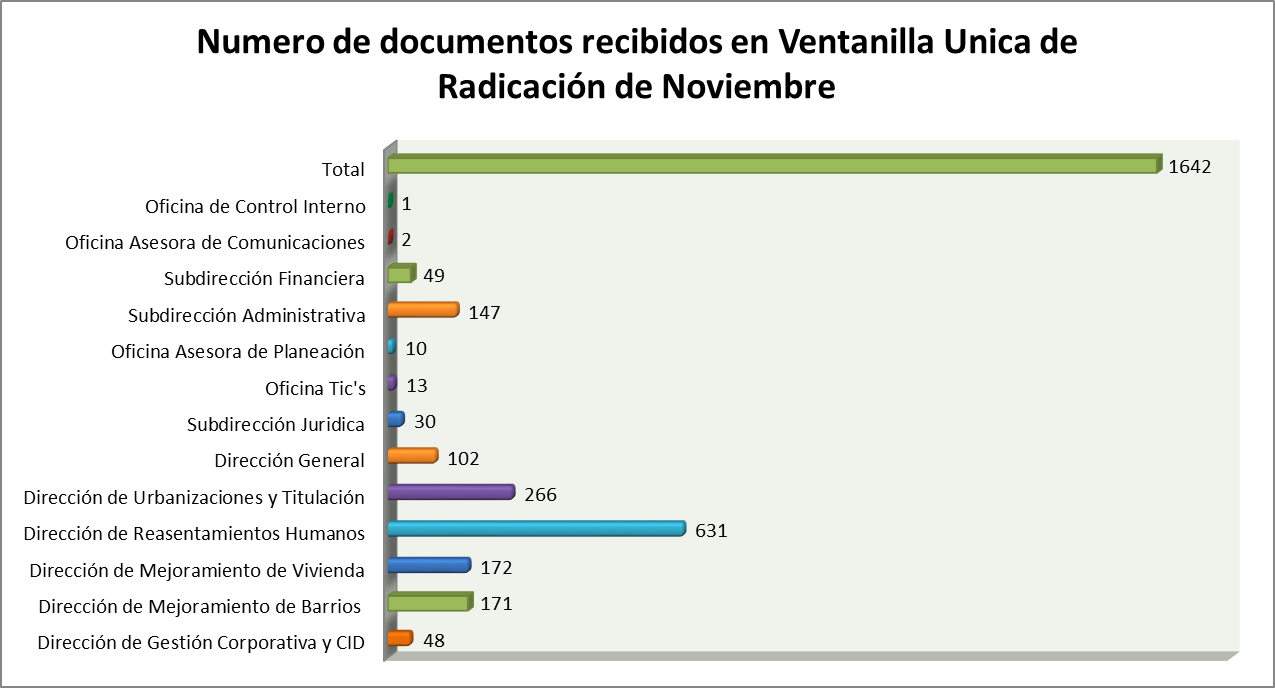 Numero de documentos recibidos en Ventanilla Unica de
Radicación de Noviembre
Total 1642
Oficina de Control Interno 1
Oficina Asesora de Comunicaciones 2
Subdirección Financiera 49
Subdirección Administrativa 147
Oficina Asesora de Planeación 10
Oficina Tic's 13
Subdirección Juridica 30
Dirección General 102
Dirección de Urbanizaciones y Titulación 266
Dirección de Reasentamientos Humanos 631
Dirección de Mejoramiento de Vivienda 172
Dirección de Mejoramiento de Barrios 171
Dirección de Gestión Corporativa y CID 48